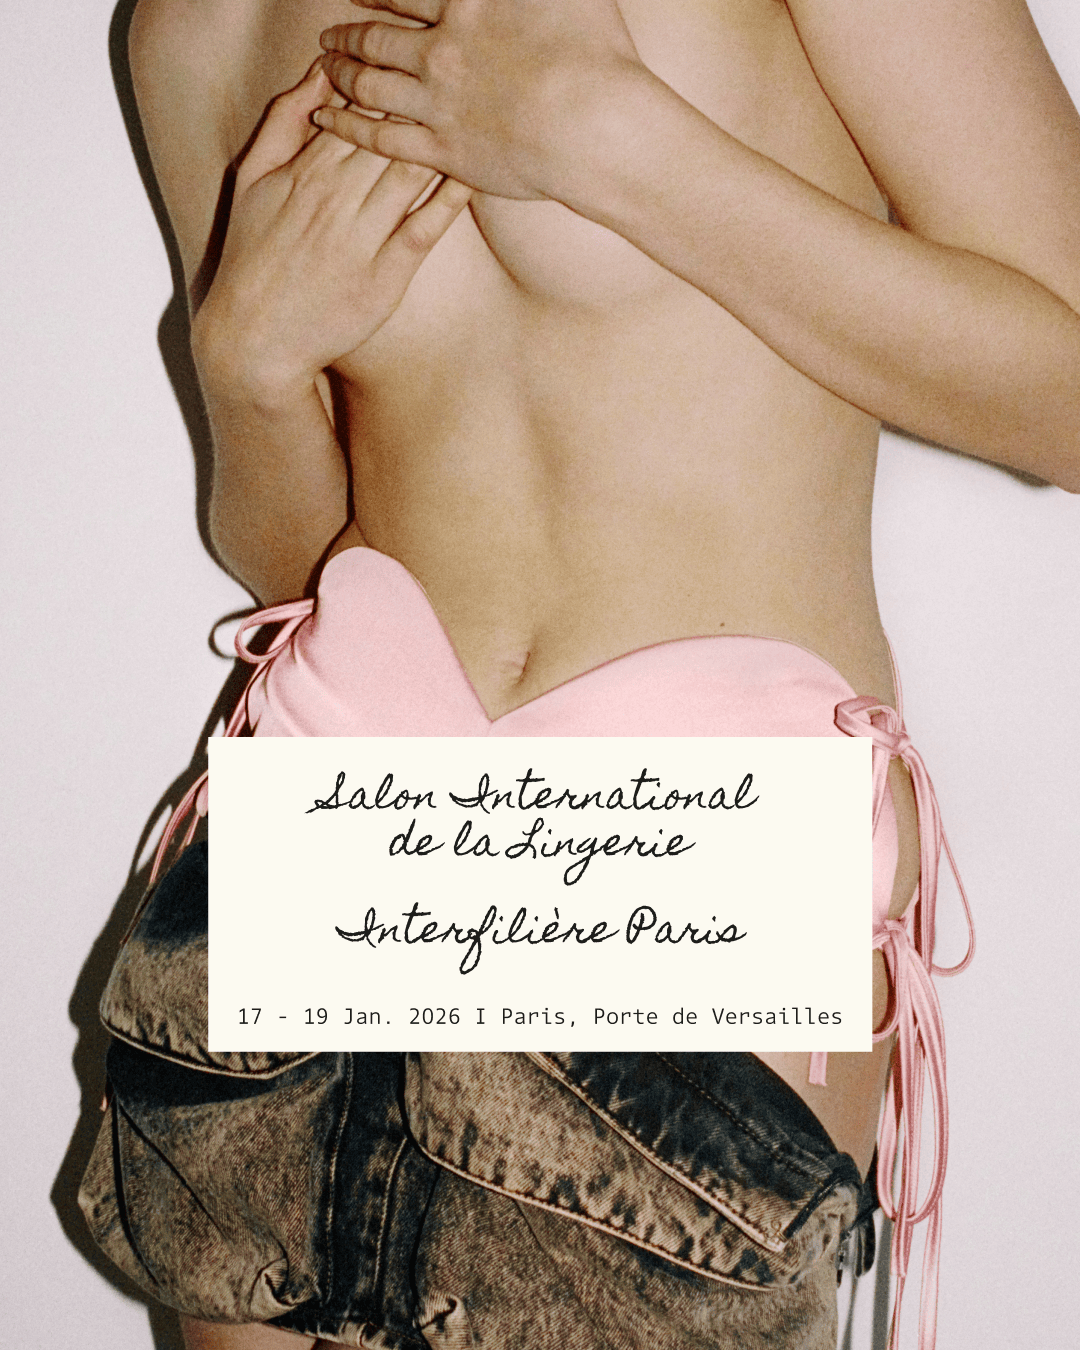 Salon International
de la Lingerie
Interfilière Paris
17 - 19 Jan. 2026 I Paris, Porte de Versailles